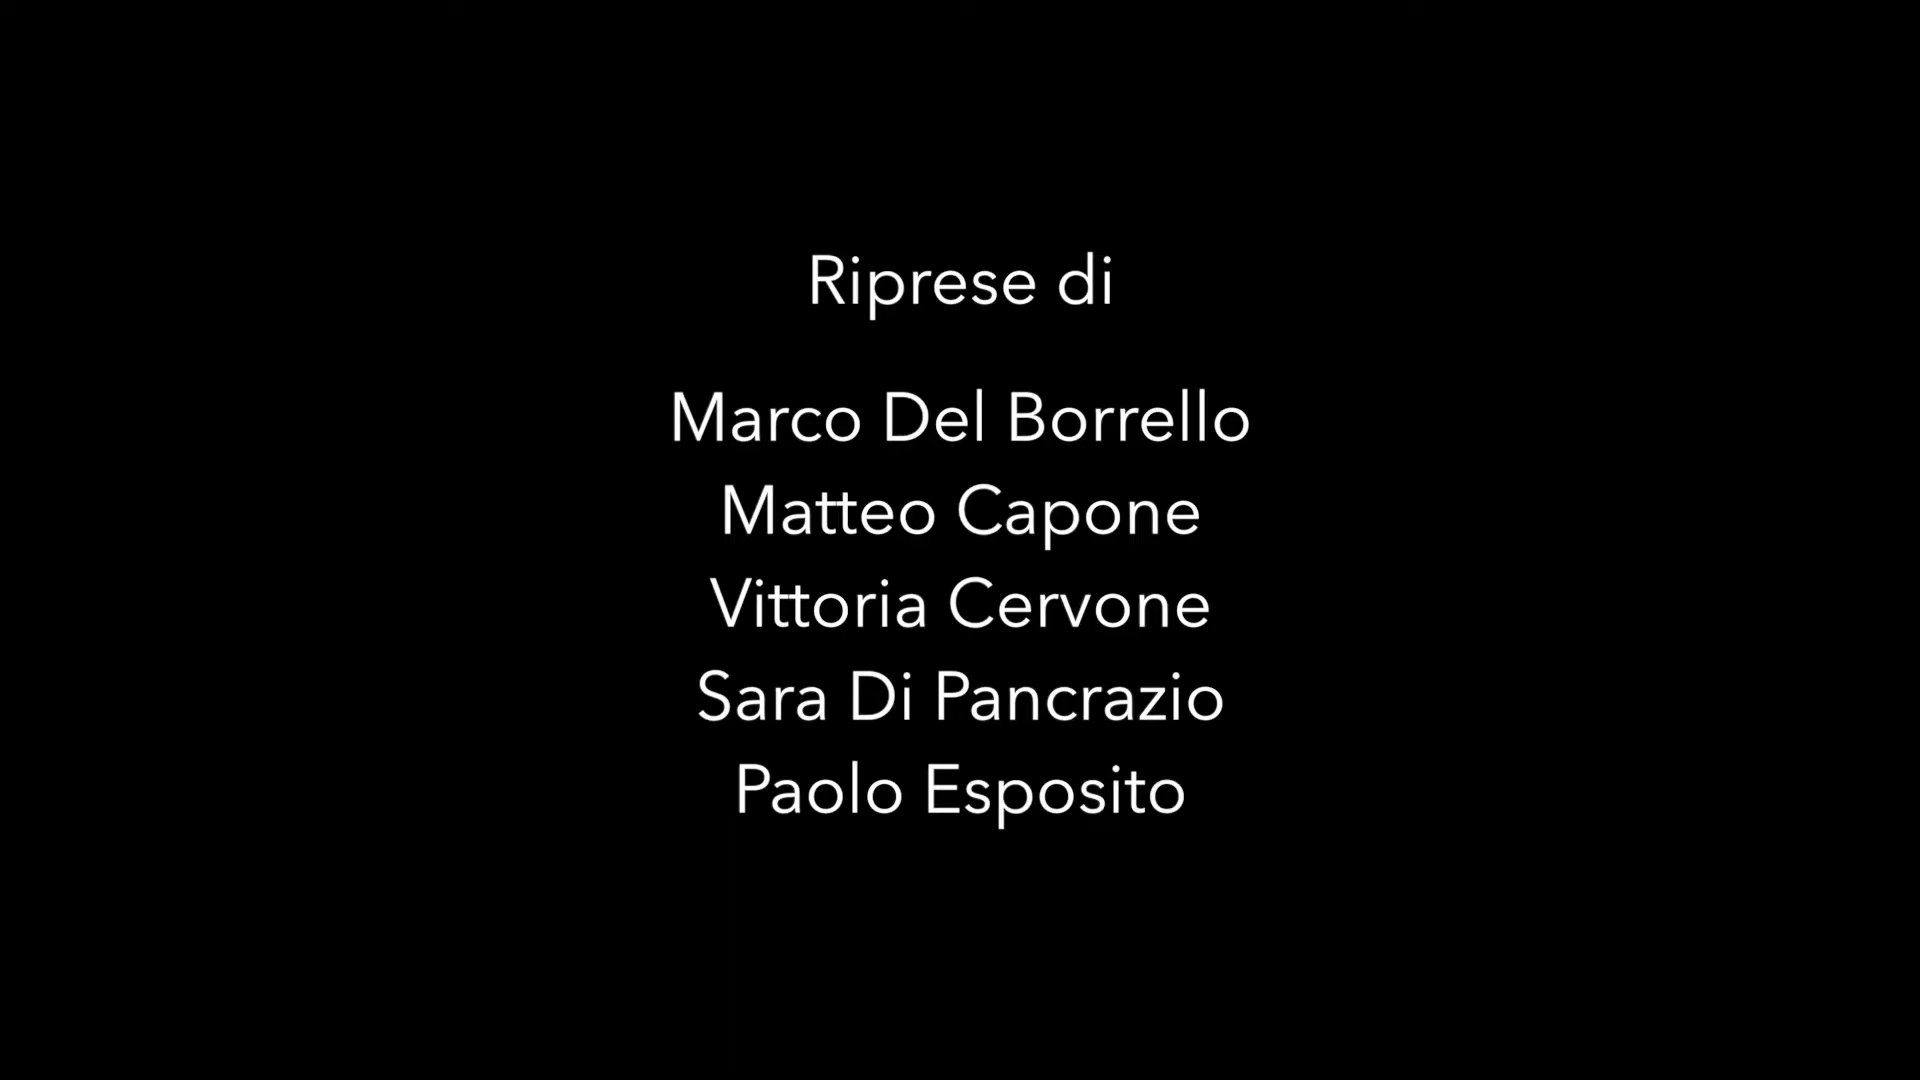 Riprese di
Marco Del Borrello
Matteo Capone
Vittoria Cervone
Sara Di Pancrazio
Paolo Esposito